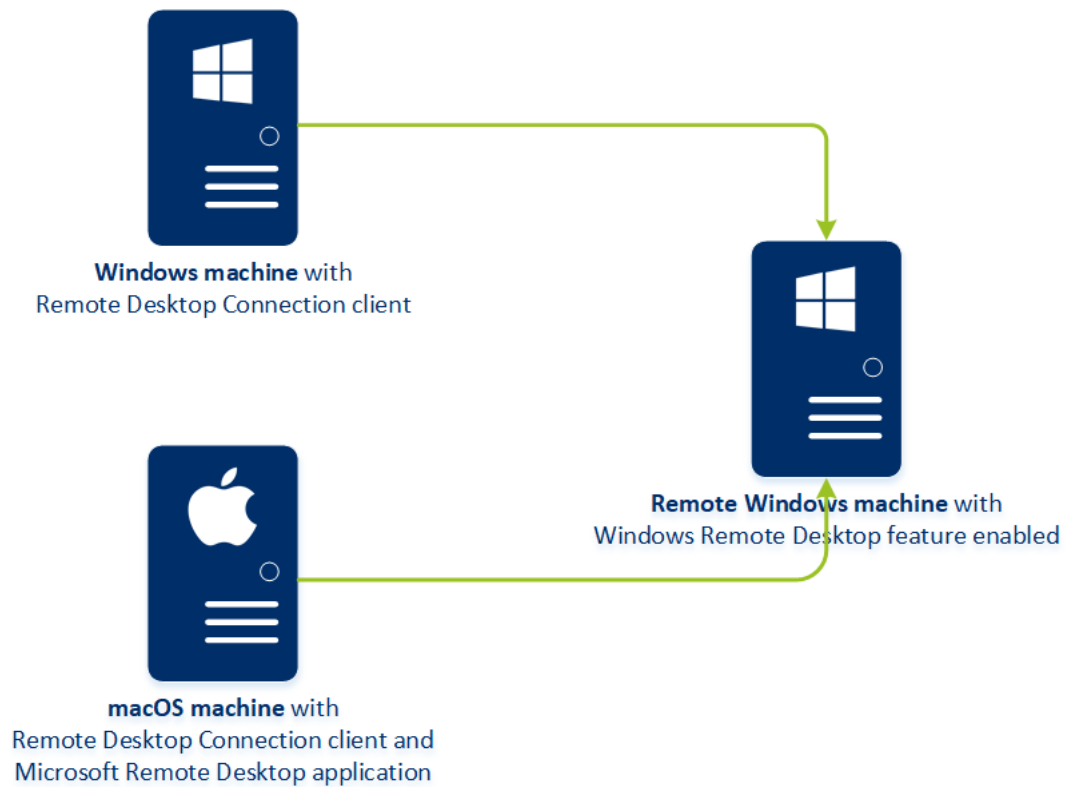 Windows machine with
Remote Desktop Connection client
Remote Windows machine with
Windows Remote Desktop feature enabled
macOS machine with
Remote Desktop Connection client and
Microsoft Remote Desktop application